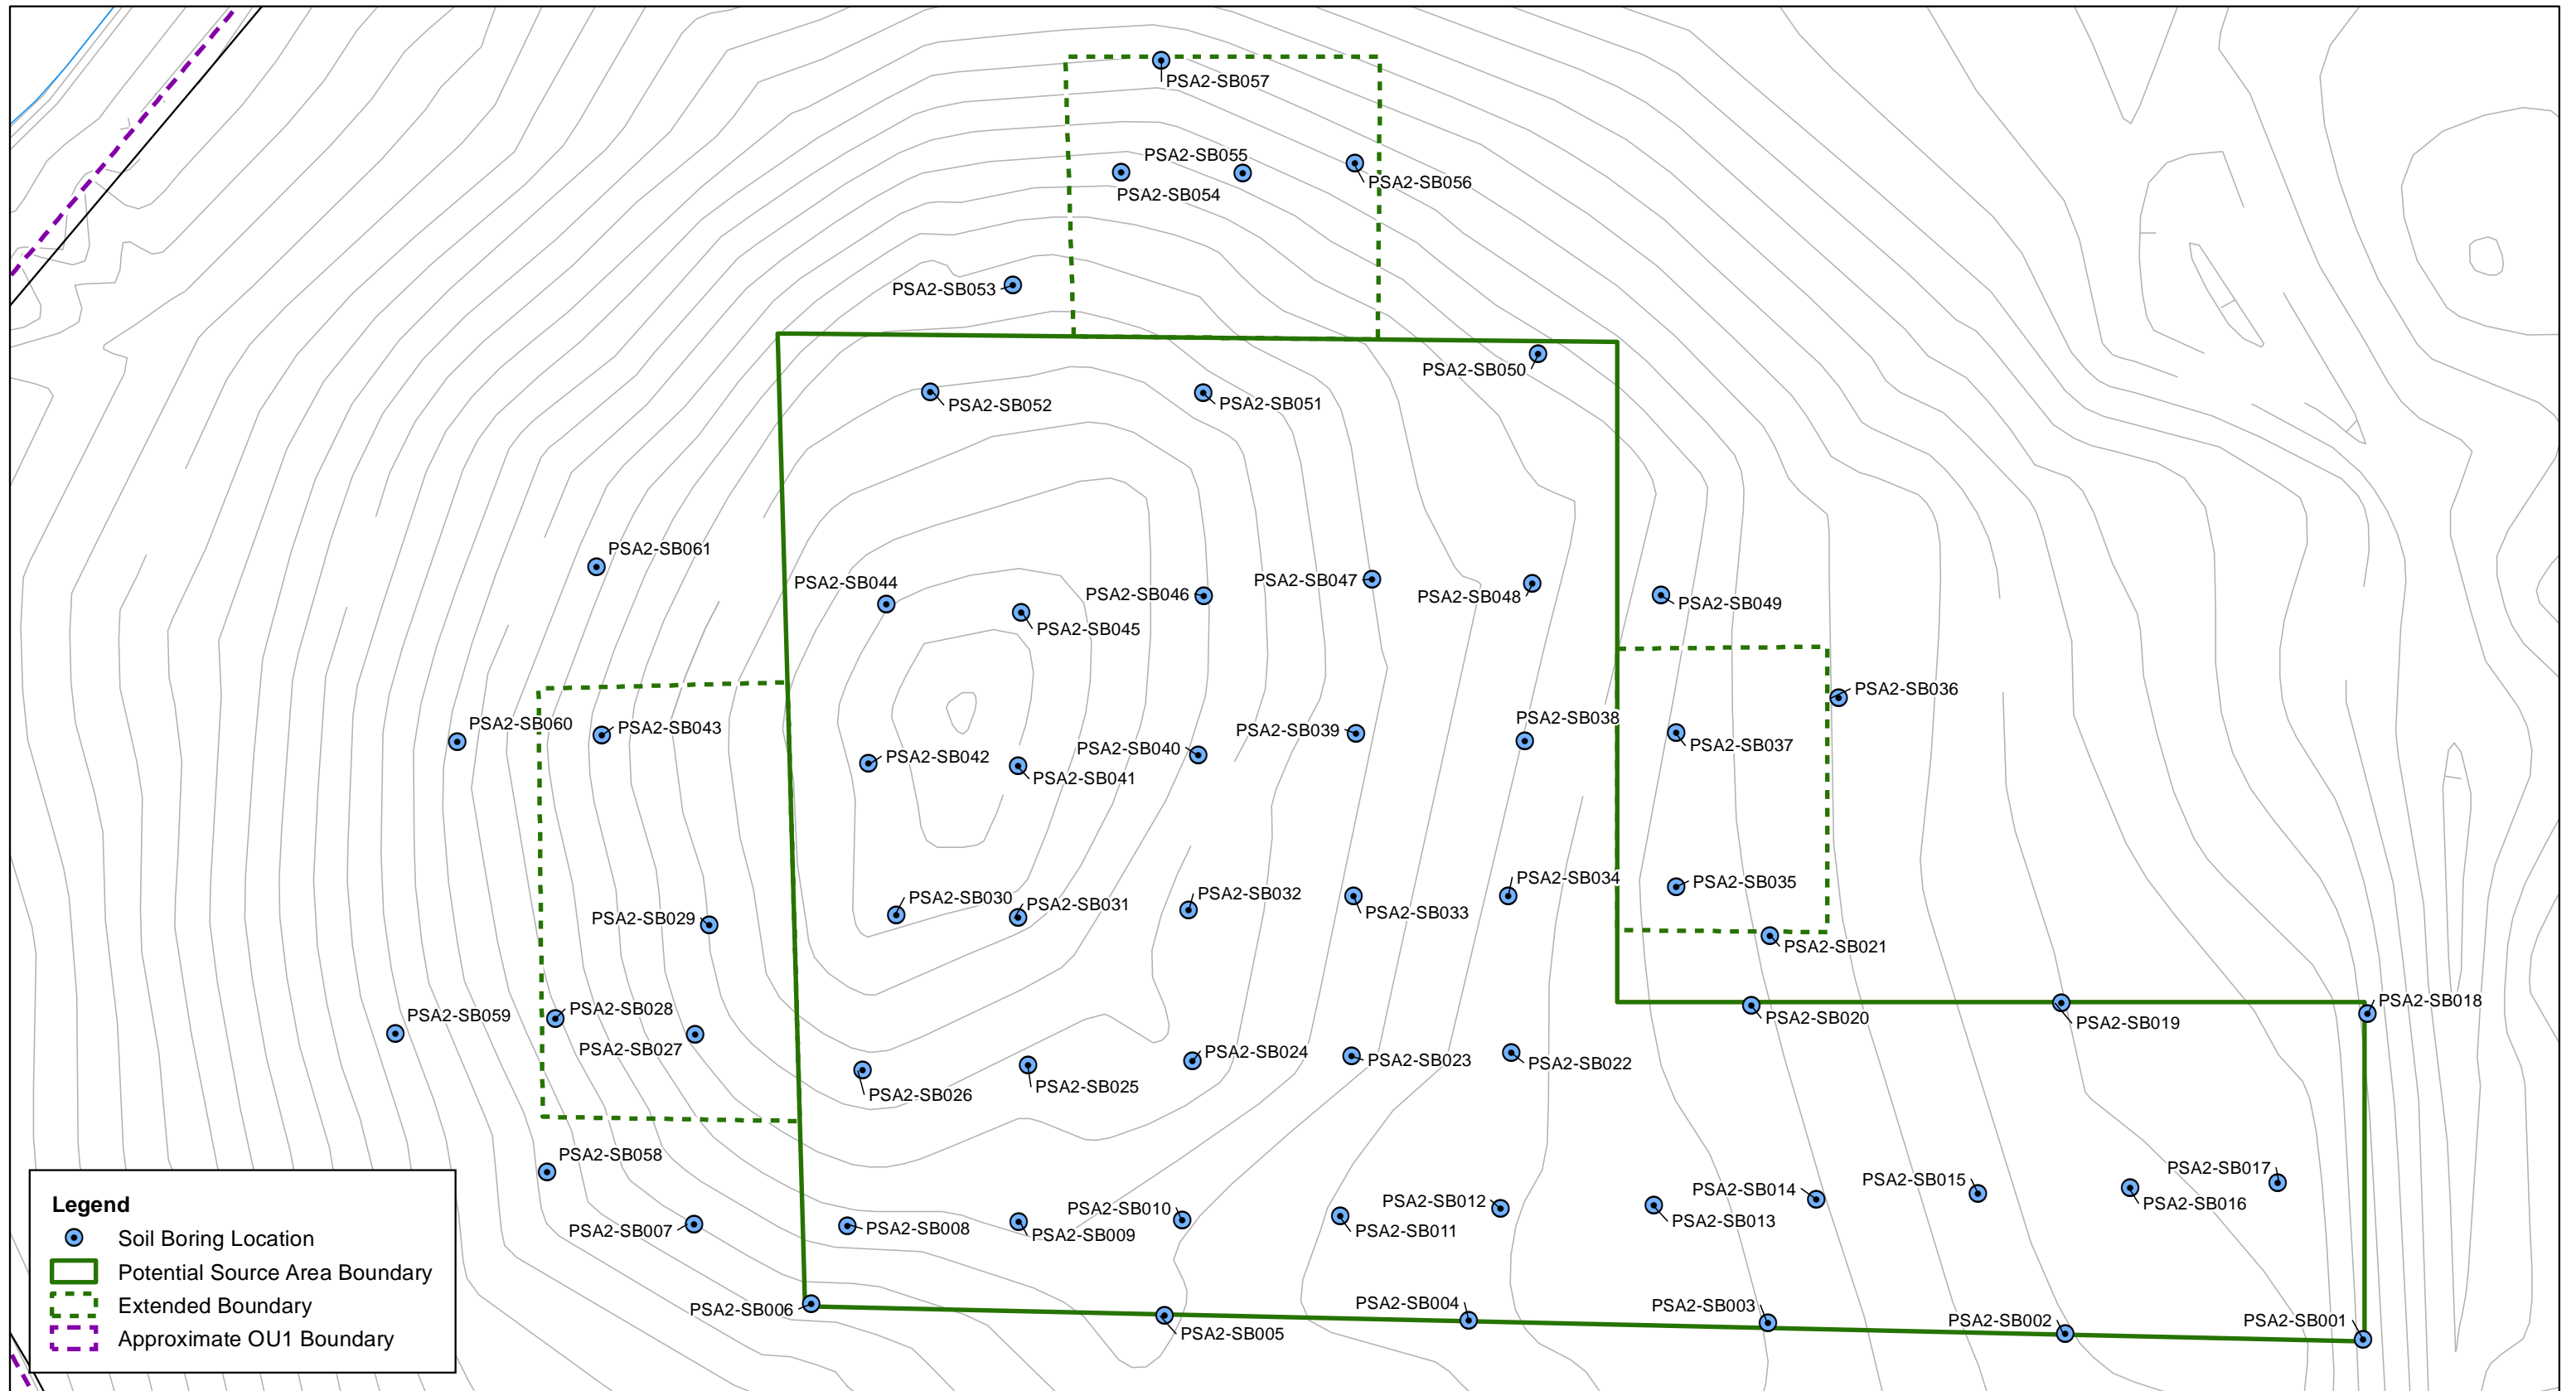 PSA2-SB057
PSA2-SB055
PSA2-SB056
PSA2-SB054
PSA2-SB053
PSA2-SB050
PSA2-SB052
PSA2-SB051
PSA2-SB061
PSA2-SB044
PSA2-SB047
PSA2-SB046
PSA2-SB048
PSA2-SB049
PSA2-SB045
PSA2-SB036
PSA2-SB038
PSA2-SB060
PSA2-SB043
PSA2-SB039
PSA2-SB037
PSA2-SB040
PSA2-SB042
PSA2-SB041
PSA2-SB034
PSA2-SB035
PSA2-SB032
PSA2-SB030
PSA2-SB031
PSA2-SB033
PSA2-SB029
PSA2-SB021
PSA2-SB018
PSA2-SB028
PSA2-SB059
PSA2-SB020
PSA2-SB019
PSA2-SB027
PSA2-SB024
PSA2-SB023
PSA2-SB022
PSA2-SB025
PSA2-SB026
PSA2-SB058
PSA2-SB017
PSA2-SB015
PSA2-SB014
PSA2-SB012
PSA2-SB016
PSA2-SB010
PSA2-SB013
PSA2-SB007
PSA2-SB008
PSA2-SB009
PSA2-SB011
PSA2-SB006
PSA2-SB004
PSA2-SB003
PSA2-SB002
PSA2-SB001
PSA2-SB005
Legend
Soil Boring Location
Potential Source Area Boundary
Extended Boundary
Approximate OU1 Boundary